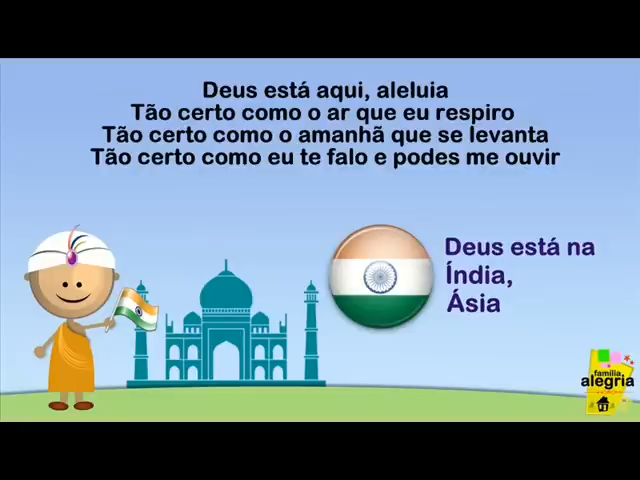 Deus está aqui, aleluia
Tão certo como o ar que eu respiro
Tão certo como o amanhã que se levanta
Tão certo como eu te falo e podes me ouvir
Deus está na
Índia,
Ásia
família
alegria